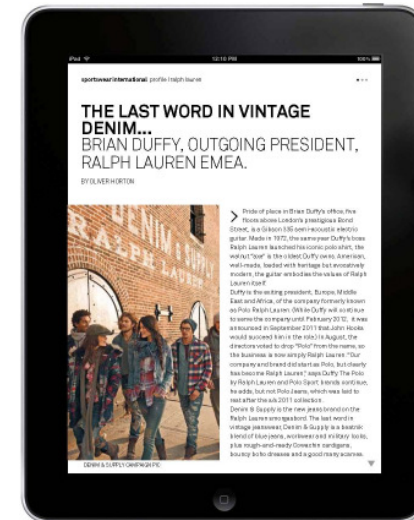 iPod 12:10 PM 100%
sportswear international profile | ralph lauren
THE LAST WORD IN VINTAGE
DENIM...
BRIAN DUFFY, OUTGOING PRESIDENT,
RALPH LAUREN EMEA.
BY OLIVER HORTON
DENIM & SUPPLY
RALPH LAUREN
> Pride of place in Brian Duffy's office, five
floors above London's prestigious Bond
Street, is a Gibson 335 semi-acoustic electric
guitar. Made in 1972, the same year Duffy's boss
Ralph Lauren launched his iconic polo shirt, the
walnut "axe" is the oldest Duffy owns. American,
well-made, loaded with heritage but evocatively
modern, the guitar embodies the values of Ralph
Lauren itself.
Duffy is the exiting president, Europe, Middle
East and Africa, of the company formerly known
as Polo Ralph Lauren. (While Duffy will continue
to serve the company until February 2012, it was
announced in September 2011 that John Hooks
would succeed him in the role.) In August, the
directors voted to drop "Polo" from the name, so
the business is now simply Ralph Lauren. "Our
company and brand did start as Polo, but clearly
has become Ralph Lauren," says Duffy. The Polo
by Ralph Lauren and Polo Sport brands continue,
he adds, but not Polo Jeans, which was laid to
rest after the a/w 2011 collection.
Denim & Supply is the new jeans brand on the
Ralph Lauren smorgasbord. The last word in
vintage jeanswear, Denim & Supply is a beatnik
blend of blue jeans, workwear and military looks,
plus rough-and-ready Cowichan cardigans,
bouncy boho dresses and a good many scarves.
DENIM & SUPPLY CAMPAIGN PIC